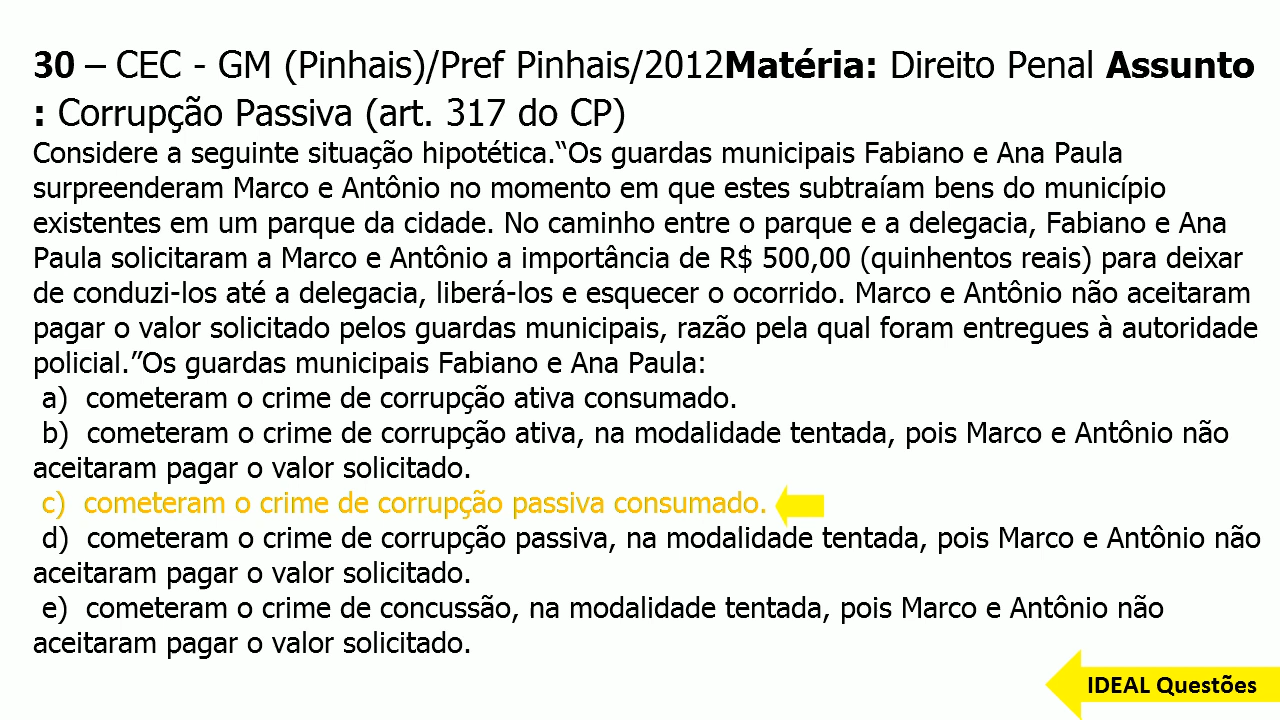 30 – CEC - GM (Pinhais)/Pref Pinhais/2012Matéria: Direito Penal Assunto
: Corrupção Passiva (art. 317 do CP)
Considere a seguinte situação hipotética.“Os guardas municipais Fabiano e Ana Paula
surpreenderam Marco e Antônio no momento em que estes subtraíam bens do município
existentes em um parque da cidade. No caminho entre o parque e a delegacia, Fabiano e Ana
Paula solicitaram a Marco e Antônio a importância de R$ 500,00 (quinhentos reais) para deixar
de conduzi-los até a delegacia, liberá-los e esquecer o ocorrido. Marco e Antônio não aceitaram
pagar o valor solicitado pelos guardas municipais, razão pela qual foram entregues à autoridade
policial.”Os guardas municipais Fabiano e Ana Paula:
a) cometeram o crime de corrupção ativa consumado.
b) cometeram o crime de corrupção ativa, na modalidade tentada, pois Marco e Antônio não
aceitaram pagar o valor solicitado.
c) cometeram o crime de corrupção passiva consumado.
d) cometeram o crime de corrupção passiva, na modalidade tentada, pois Marco e Antônio não
aceitaram pagar o valor solicitado.
e) cometeram o crime de concussão, na modalidade tentada, pois Marco e Antônio não
aceitaram pagar o valor solicitado.
IDEAL Questões